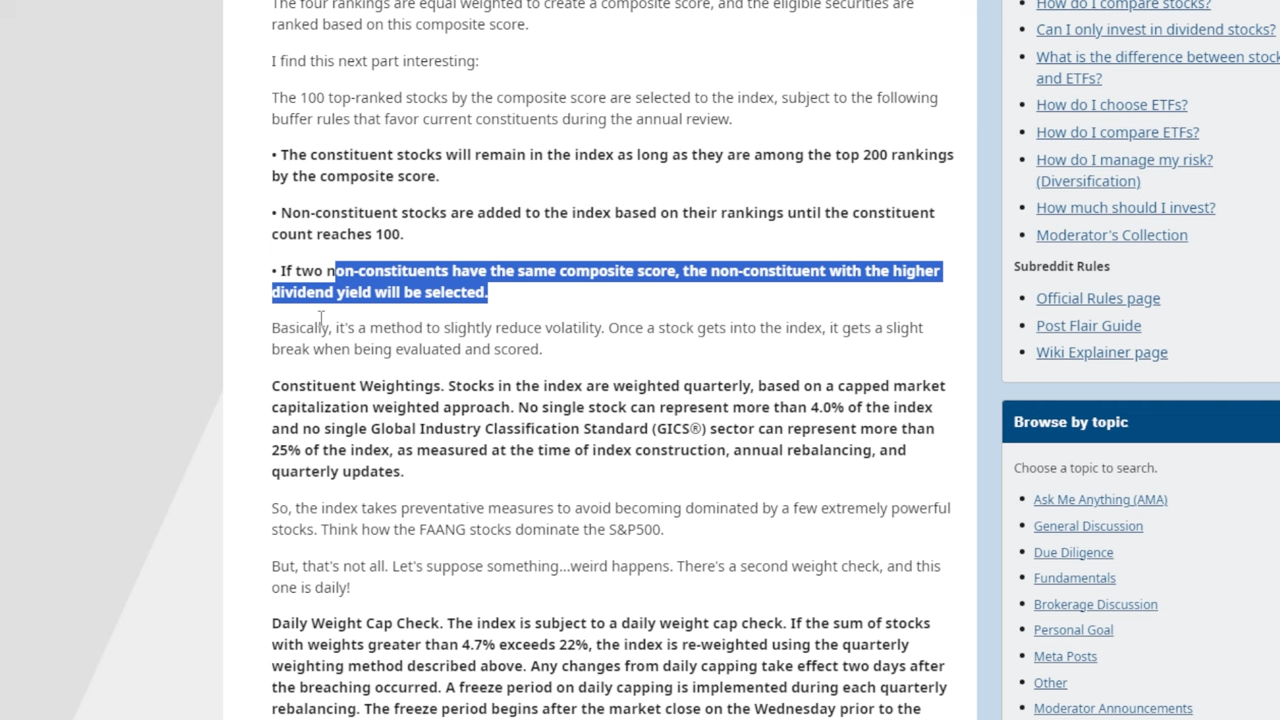 The four rankings are equal weighted to create a composite score, and the eligible securities are
ranked based on this composite score.
I find this next part interesting:
The 100 top-ranked stocks by the composite score are selected to the index, subject to the following
buffer rules that favor current constituents during the annual review.
• The constituent stocks will remain in the index as long as they are among the top 200 rankings
by the composite score.
• Non-constituent stocks are added to the index based on their rankings until the constituent
count reaches 100.
• If two non-constituents have the same composite score, the non-constituent with the higher
dividend yield will be selected.
Basically, it's a method to slightly reduce volatility. Once a stock gets into the index, it gets a slight
break when being evaluated and scored.
Constituent Weightings. Stocks in the index are weighted quarterly, based on a capped market
capitalization weighted approach. No single stock can represent more than 4.0% of the index
and no single Global Industry Classification Standard (GICS®) sector can represent more than
25% of the index, as measured at the time of index construction, annual rebalancing, and
quarterly updates.
So, the index takes preventative measures to avoid becoming dominated by a few extremely powerful
stocks. Think how the FAANG stocks dominate the S&P500.
But, that's not all. Let's suppose something...weird happens. There's a second weight check, and this
one is daily!
Daily Weight Cap Check. The index is subject to a daily weight cap check. If the sum of stocks
with weights greater than 4.7% exceeds 22%, the index is re-weighted using the quarterly
weighting method described above. Any changes from daily capping take effect two days after
the breaching occurred. A freeze period on daily capping is implemented during each quarterly
rebalancing. The freeze period begins after the market close on the Wednesday prior to the
• How do I compare stocks?
• Can I only invest in dividend stocks?
• What is the difference between stock
and ETFs?
• How do I choose ETFs?
• How do I compare ETFs?
• How do I manage my risk?
(Diversification)
• How much should I invest?
• Moderator's Collection
Subreddit Rules
• Official Rules page
• Post Flair Guide
• Wiki Explainer page
Browse by topic
Choose a topic to search.
• Ask Me Anything (AMA)
• General Discussion
• Due Diligence
• Fundamentals
• Brokerage Discussion
• Personal Goal
• Meta Posts
• Other
• Moderator Announcements